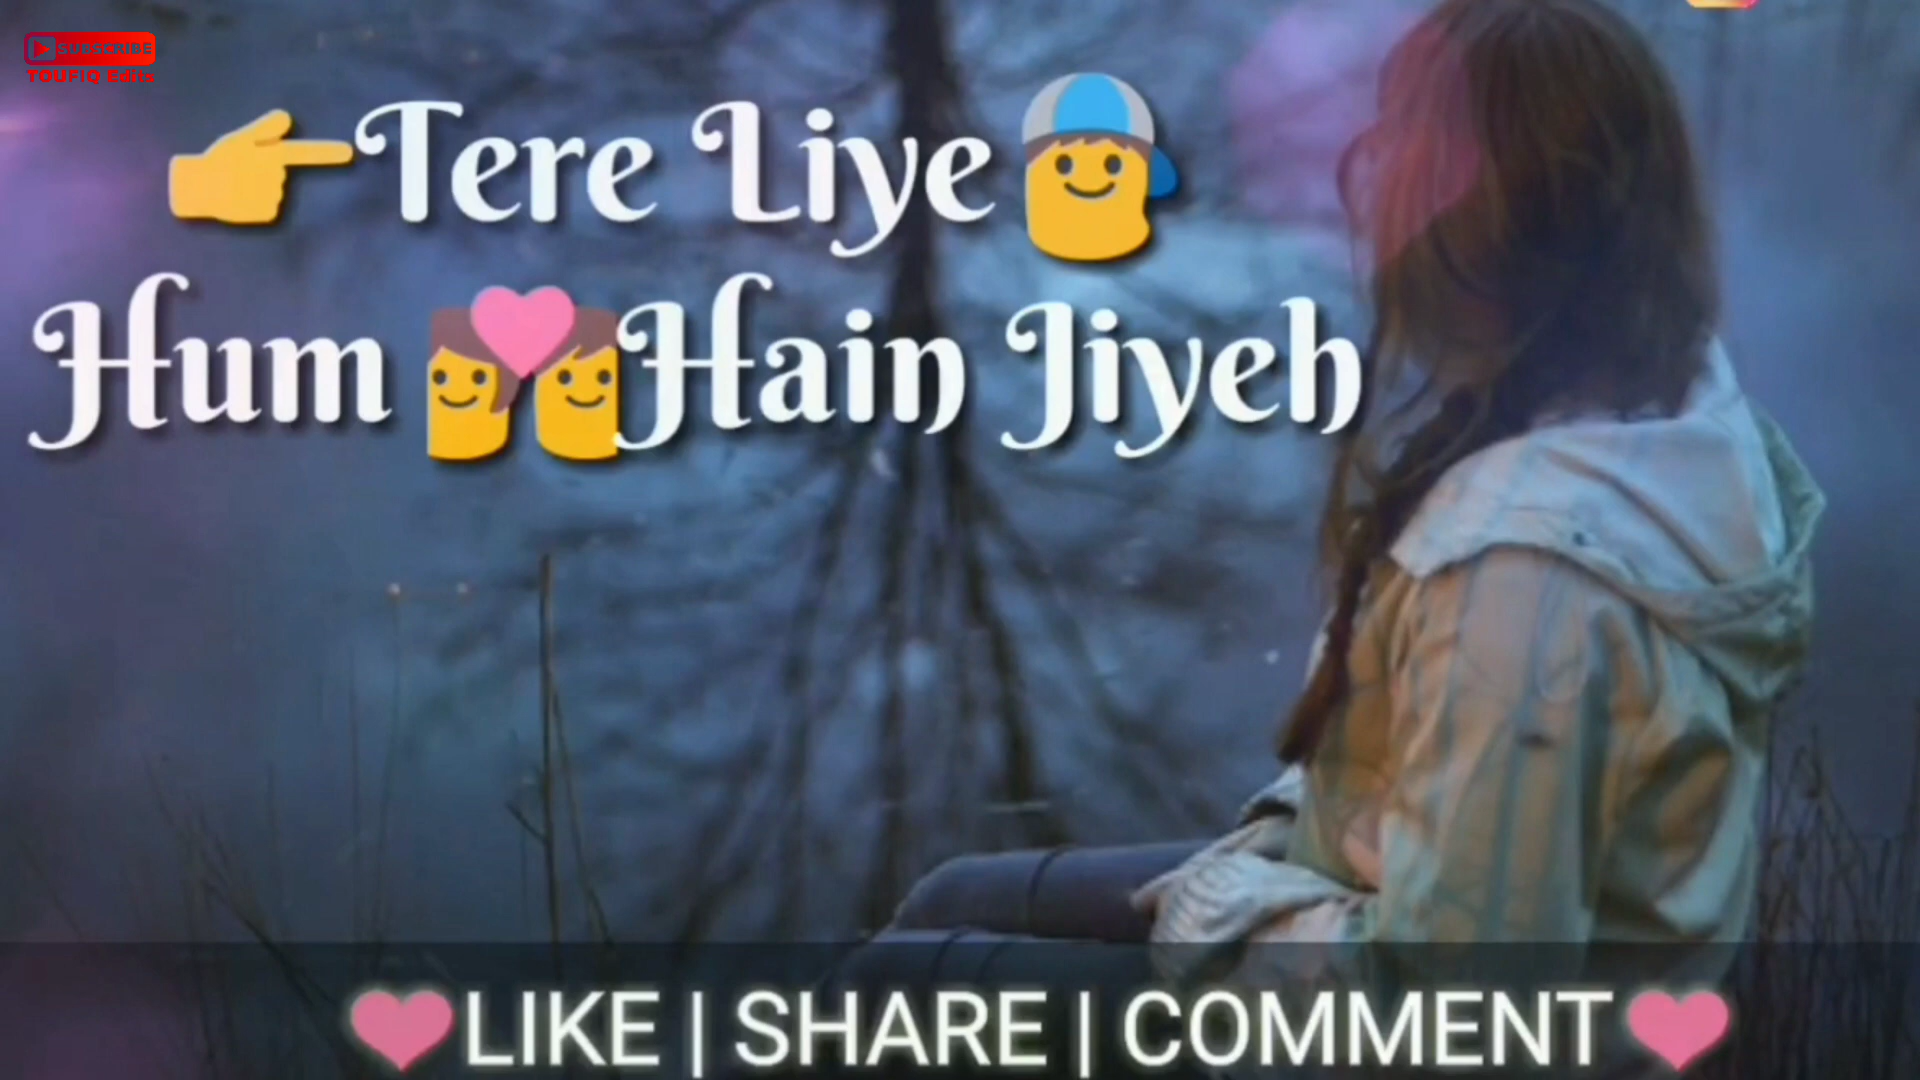 SUBSCRIBE
TOUFIQ Edits
👉Tere Liye
Hum 💑Hain Jiyeh
LIKE | SHARE | COMMENT